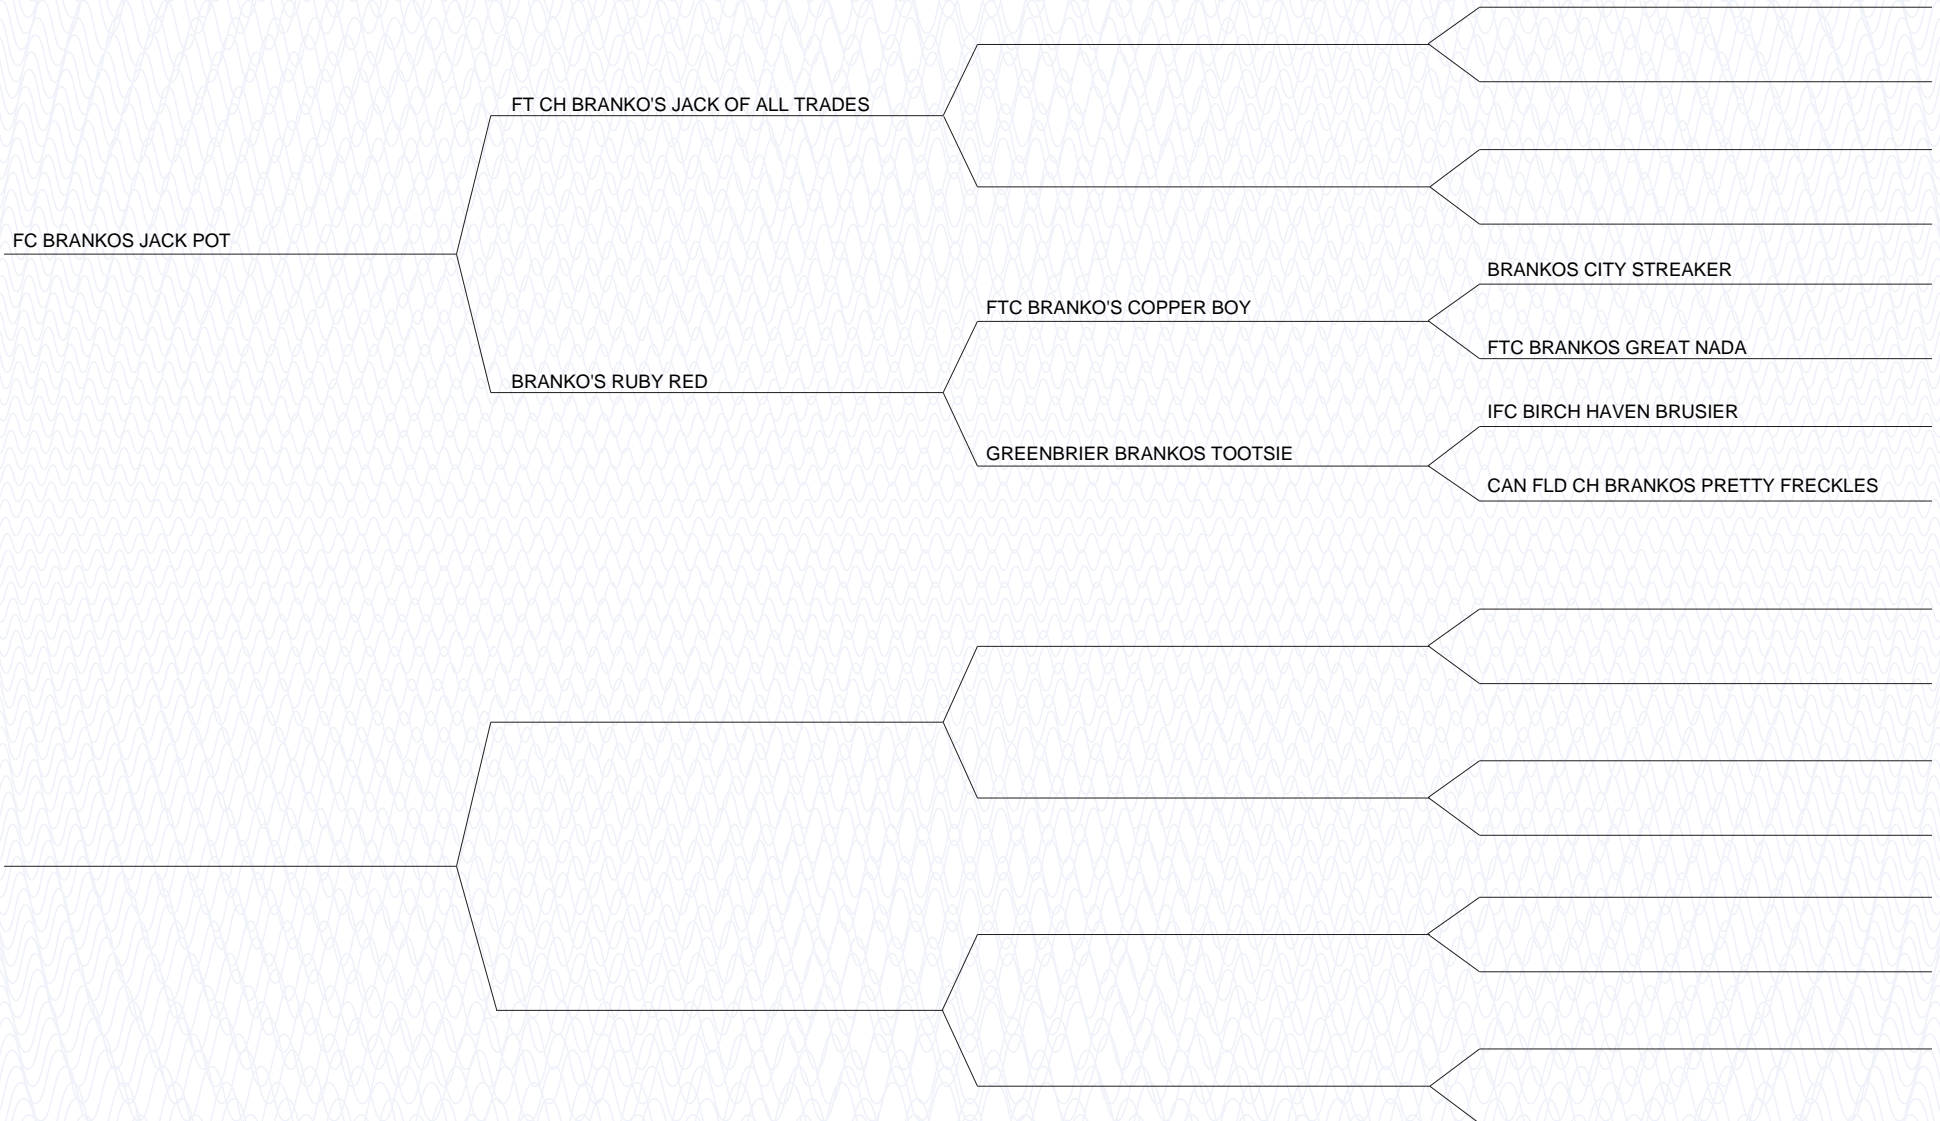 FT CH BRANKO'S JACK OF ALL TRADES
FC BRANKOS JACK POT
BRANKOS CITY STREAKER
FTC BRANKO'S COPPER BOY
FTC BRANKOS GREAT NADA
BRANKO'S RUBY RED
IFC BIRCH HAVEN BRUSIER
GREENBRIER BRANKOS TOOTSIE
CAN FLD CH BRANKOS PRETTY FRECKLES